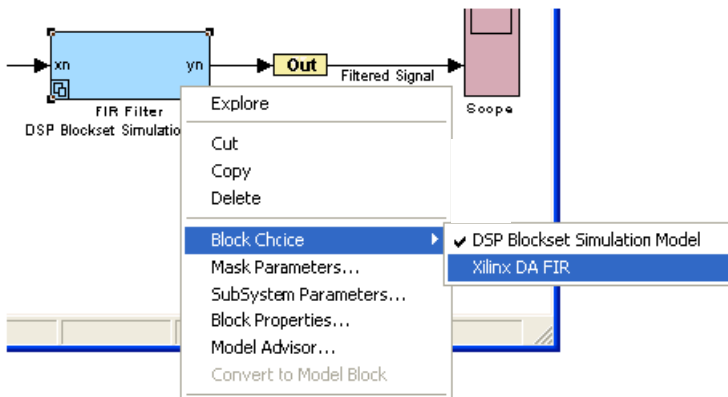 xn
yn
Out
Filtered Signal
FIR Filter
DSP Blockset Simulatio
Scope
Explore
Cut
Copy
Delete
Block Choice
DSP Blockset Simulation Model
Mask Parameters...
Xilinx DA FIR
SubSystem Parameters...
Block Properties...
Model Advisor...
Convert to Model Block